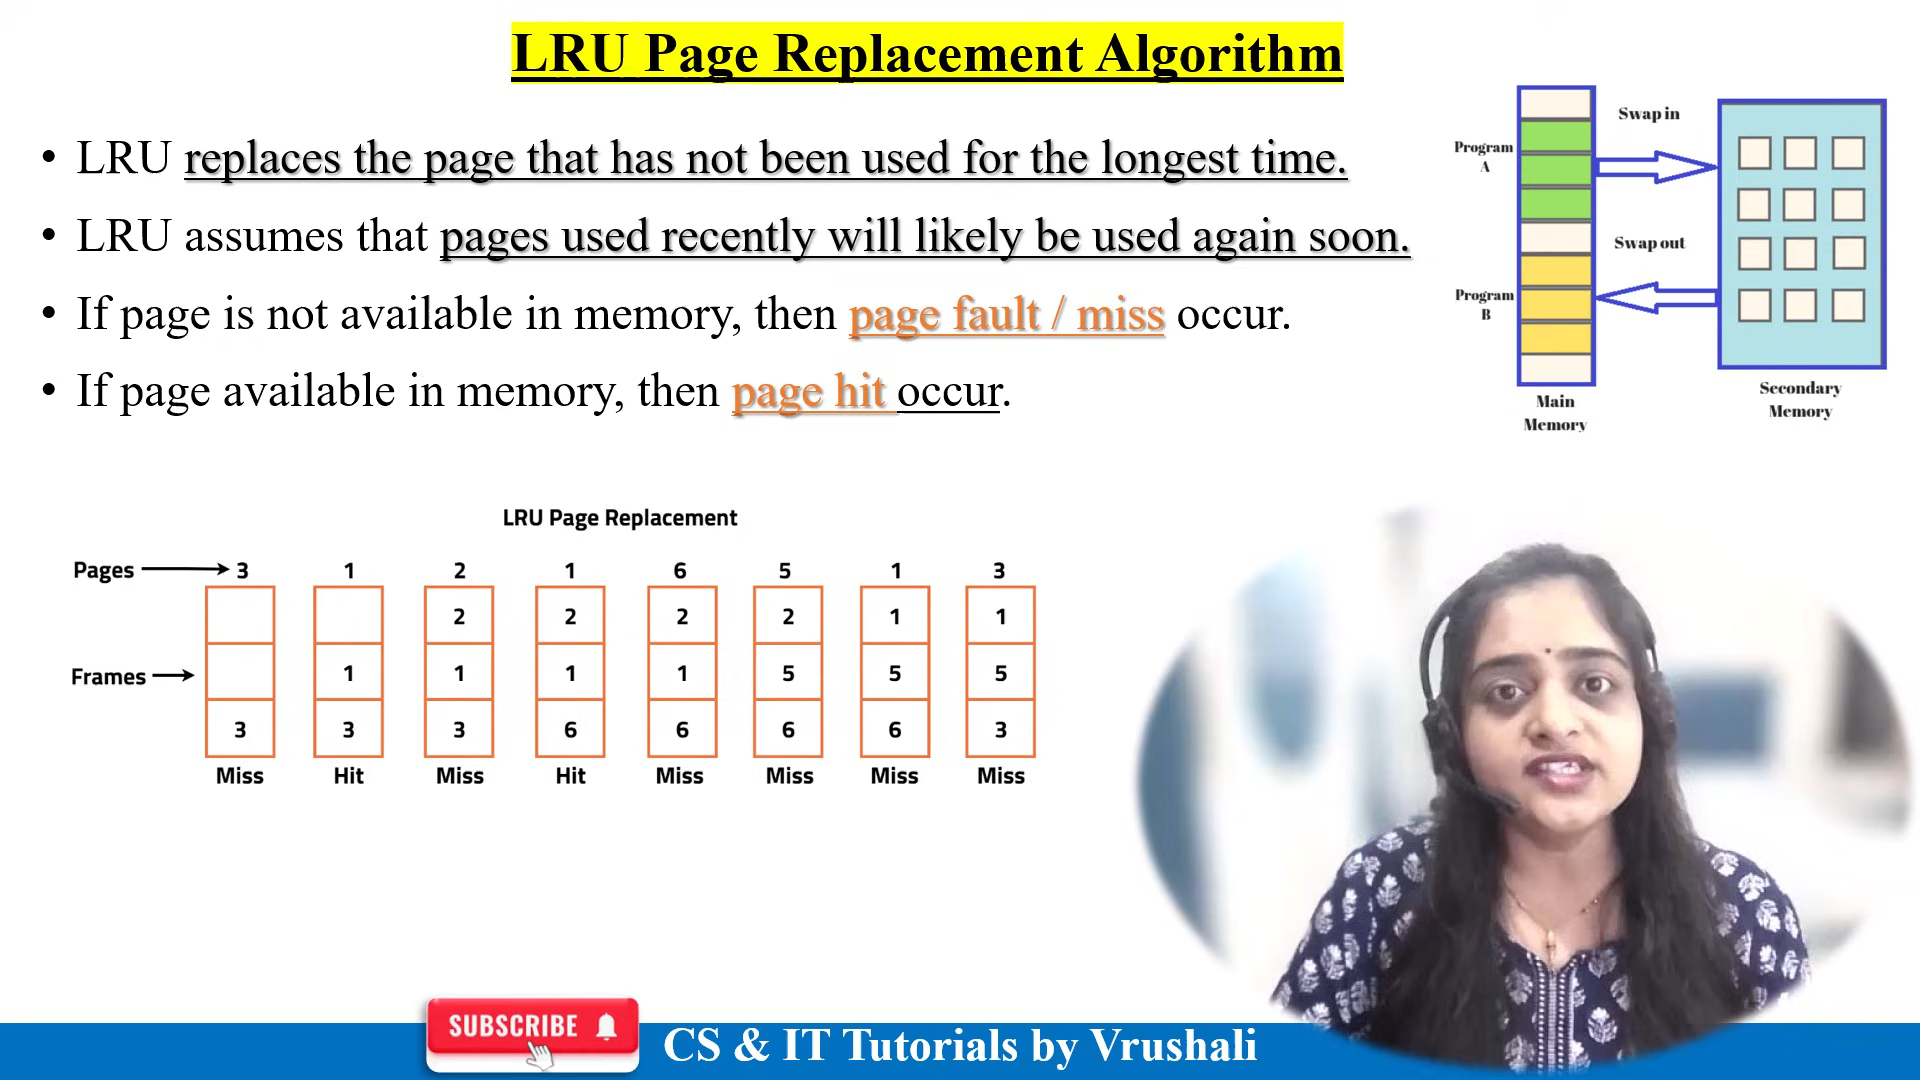 LRU Page Replacement Algorithm
• LRU replaces the page that has not been used for the longest time.
• LRU assumes that pages used recently will likely be used again soon.
• If page is not available in memory, then page fault / miss occur.
• If page available in memory, then page hit occur.
Swap in
Program
A
Swap out
Program
B
Main
Memory
Secondary
Memory
LRU Page Replacement
Pages 3 1 2 1 6 5 1 3
2 2 2 2 1 1
Frames 1 1 1 1 5 5 5
3 3 3 6 6 6 6 3
Miss Hit Miss Hit Miss Miss Miss Miss
SUBSCRIBE
CS & IT Tutorials by Vrushali